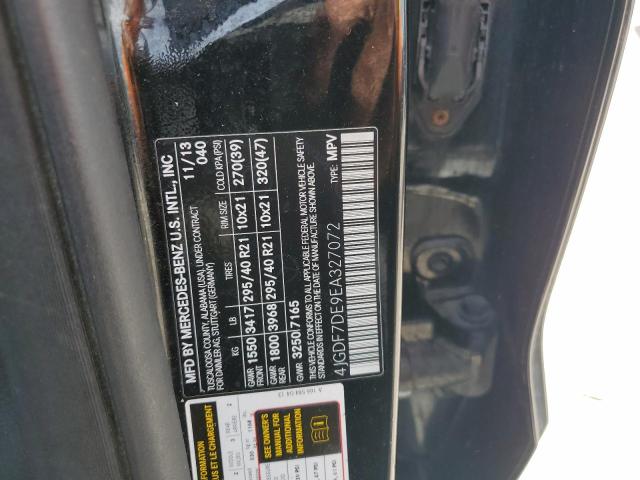 MFD BY MERCEDES-BENZ U.S. INTL., INC
TUSCALOOSA COUNTY, ALABAMA (USA), UNDER CONTRACT 11/13
FOR DAIMLER AG, STUTTGART (GERMANY) 040
KG LB TIRES RIM SIZE COLD KPA(PSI)
GAWR FRONT 1550 3417 295/40 R21 10x21 270(39)
GAWR REAR 1800 3968 295/40 R21 10x21 320(47)
GVWR 3250/7165
THIS VEHICLE CONFORMS TO ALL APPLICABLE FEDERAL MOTOR VEHICLE SAFETY
STANDARDS IN EFFECT ON THE DATE OF MANUFACTURE SHOWN ABOVE.
4JGDF7DE9EA327072 TYPE: MPV
US ET LE CHARGEMENT
SEE OWNER'S
MANUAL FOR
ADDITIONAL
INFORMATION